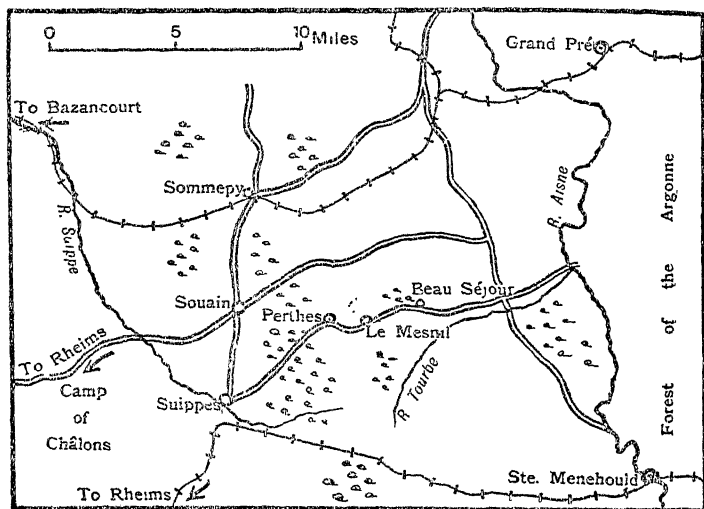 0 5 10 Miles
Grand Pré
To Bazancourt
Sommepy
R. Suippe
R. Aisne
Forest of the Argonne
Souain
Beau Séjour
Perthes
Le Mesnil
To Rheims
Camp
of
Châlons
Suippes
R Tourbe
Ste. Menehould
To Rheims